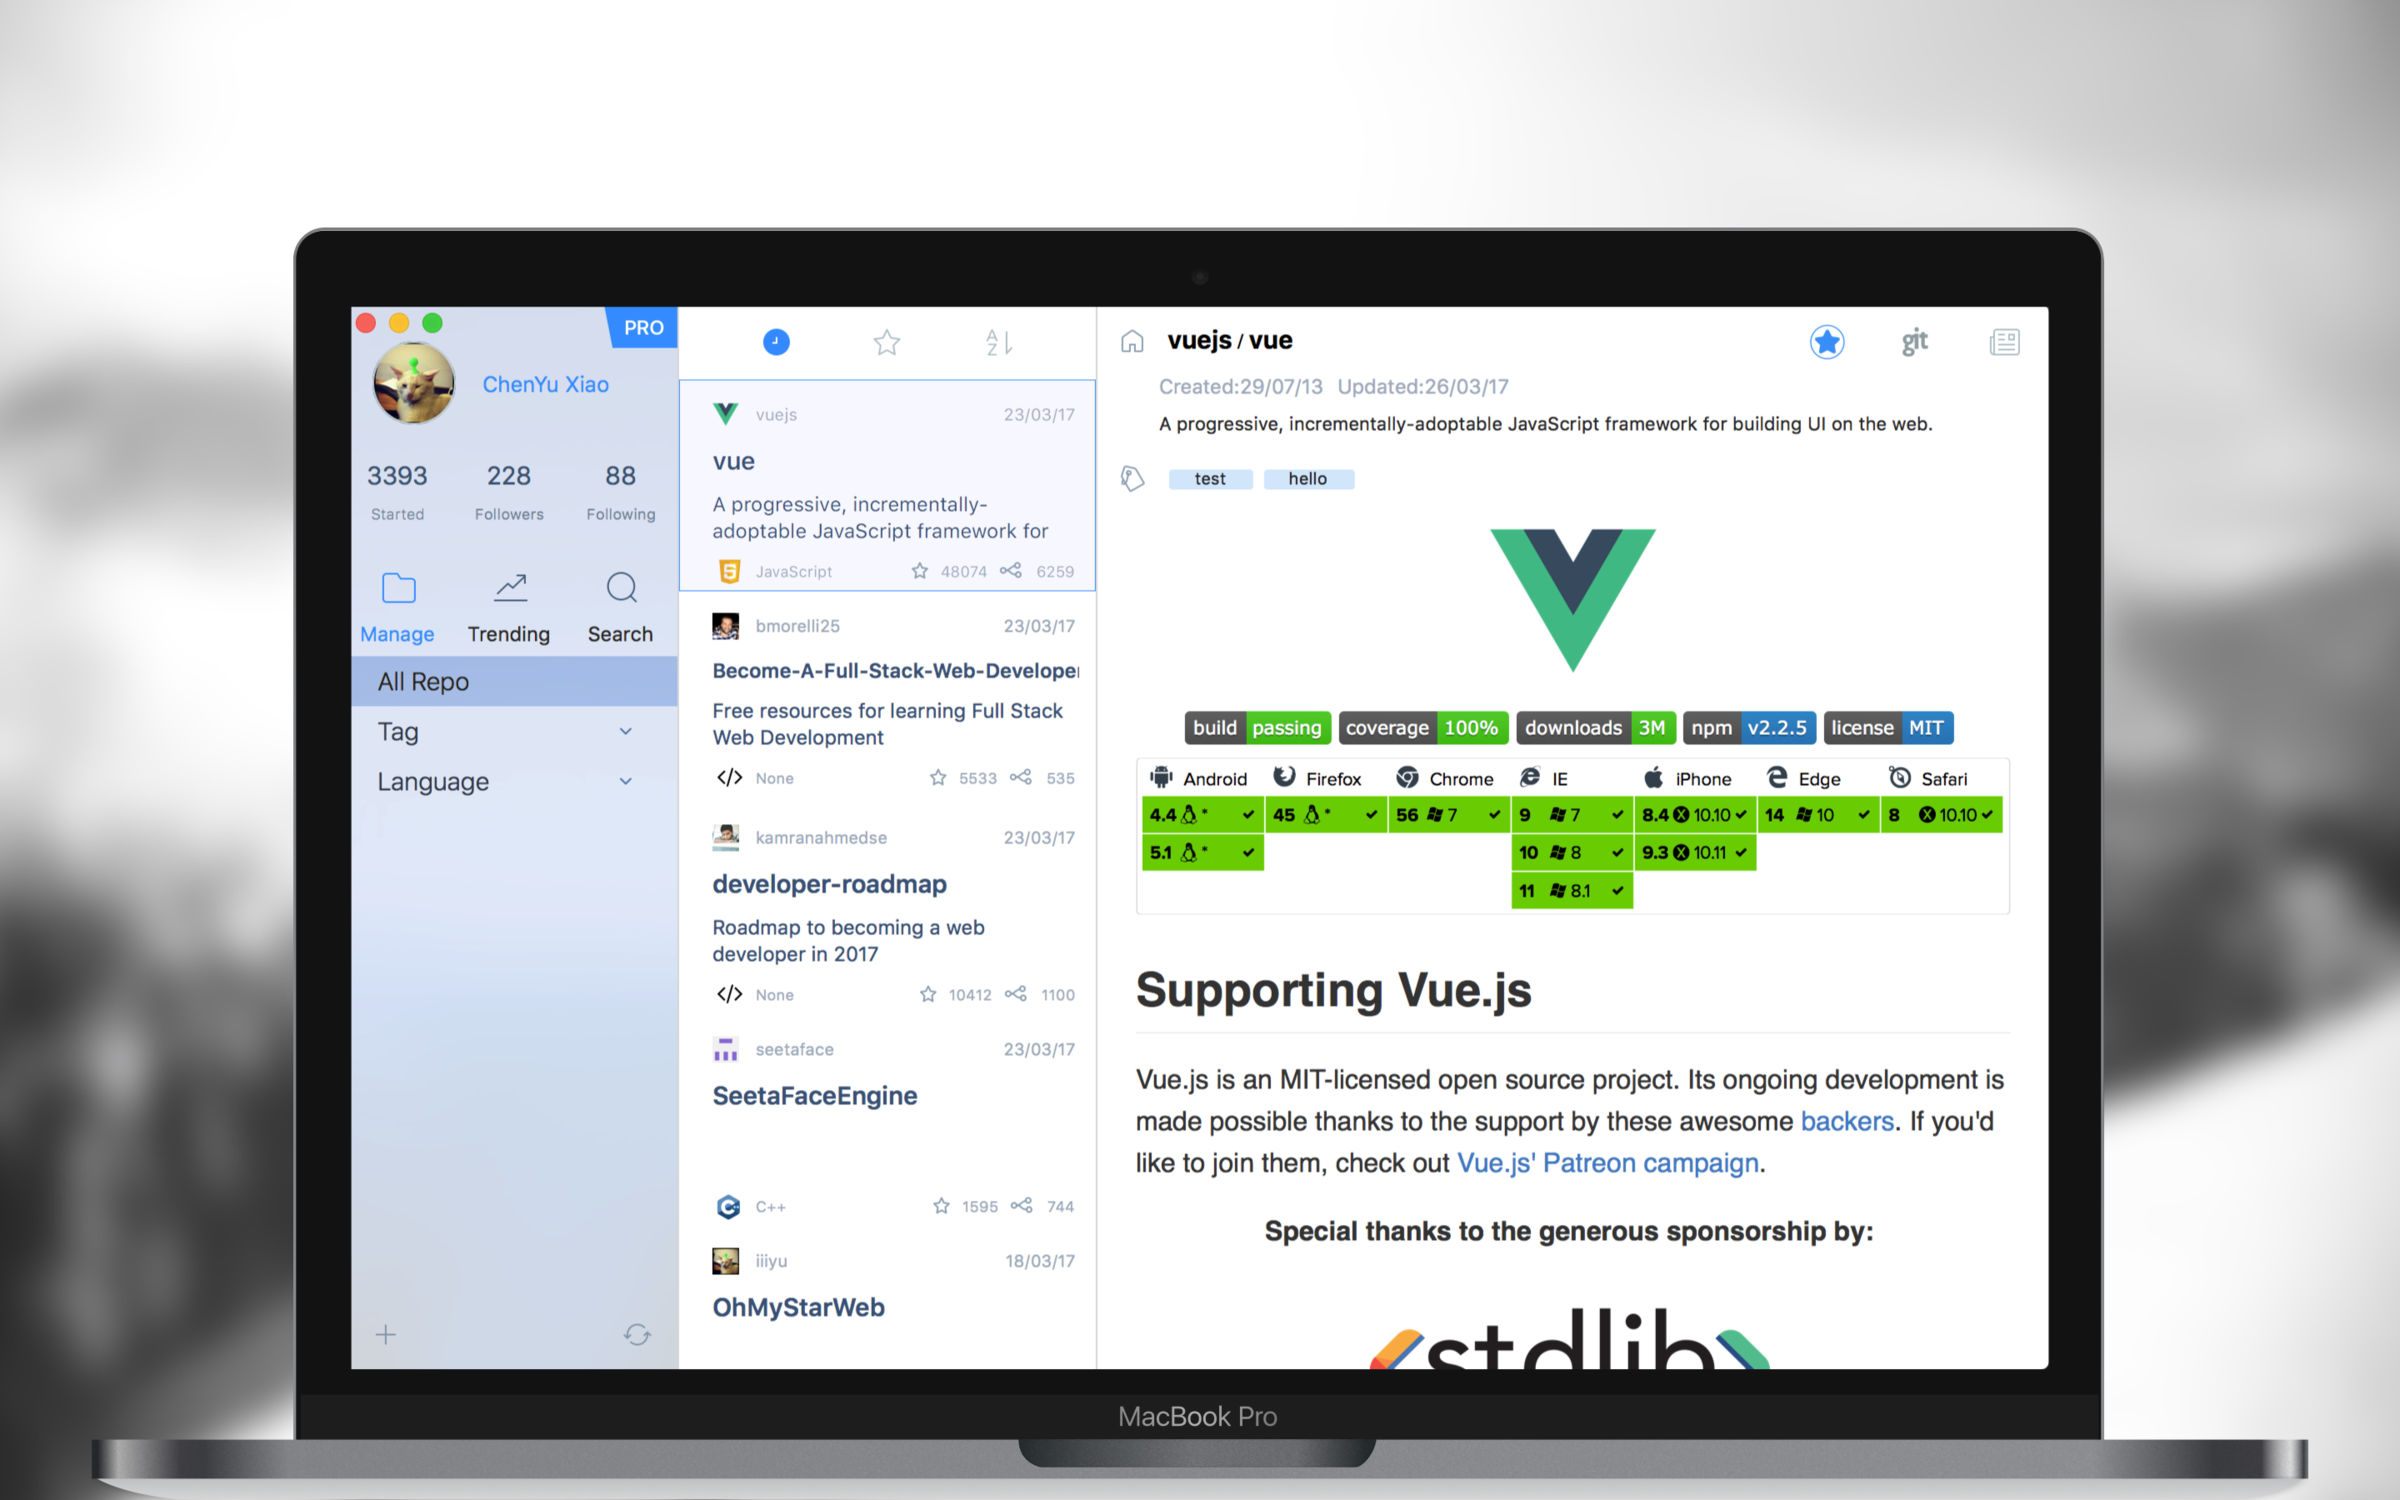 PRO
ChenYu Xiao
3393 228 88
Started Followers Following
Manage Trending Search
All Repo
Tag
Language
A
Z
vuejs 23/03/17
vue
A progressive, incrementally-
adoptable JavaScript framework for
JavaScript 48074 6259
bmorelli25 23/03/17
Become-A-Full-Stack-Web-Developer
Free resources for learning Full Stack
Web Development
</> None 5533 535
kamranahmedse 23/03/17
developer-roadmap
Roadmap to becoming a web
developer in 2017
</> None 10412 1100
seetaface 23/03/17
SeetaFaceEngine
C++ 1595 744
iiiyu 18/03/17
OhMyStarWeb
vuejs / vue
git
Created:29/07/13 Updated:26/03/17
A progressive, incrementally-adoptable JavaScript framework for building UI on the web.
test hello
build passing coverage 100% downloads 3M npm v2.2.5 license MIT
Android Firefox Chrome IE iPhone Edge Safari
4.4 * 45 * 56 7 9 7 8.4 10.10 14 10 8 10.10
5.1 * 10 8 9.3 10.11
11 8.1
Supporting Vue.js
Vue.js is an MIT-licensed open source project. Its ongoing development is
made possible thanks to the support by these awesome backers. If you'd
like to join them, check out Vue.js' Patreon campaign.
Special thanks to the generous sponsorship by:
<stdlib>
MacBook Pro